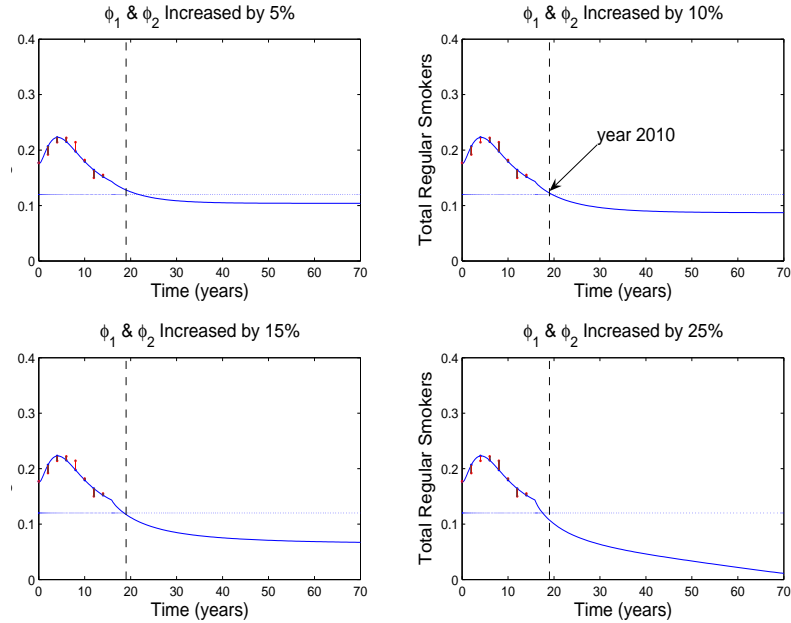 ϕ1 & ϕ2 Increased by 5%
0.4
0.3
0.2
0.1
0
0 10 20 30 40 50 60 70
Time (years)
ϕ1 & ϕ2 Increased by 10%
Total Regular Smokers
0.4
0.3
0.2
0.1
0
year 2010
0 10 20 30 40 50 60 70
Time (years)
ϕ1 & ϕ2 Increased by 15%
0.4
0.3
0.2
0.1
0
0 10 20 30 40 50 60 70
Time (years)
ϕ1 & ϕ2 Increased by 25%
Total Regular Smokers
0.4
0.3
0.2
0.1
0
0 10 20 30 40 50 60 70
Time (years)